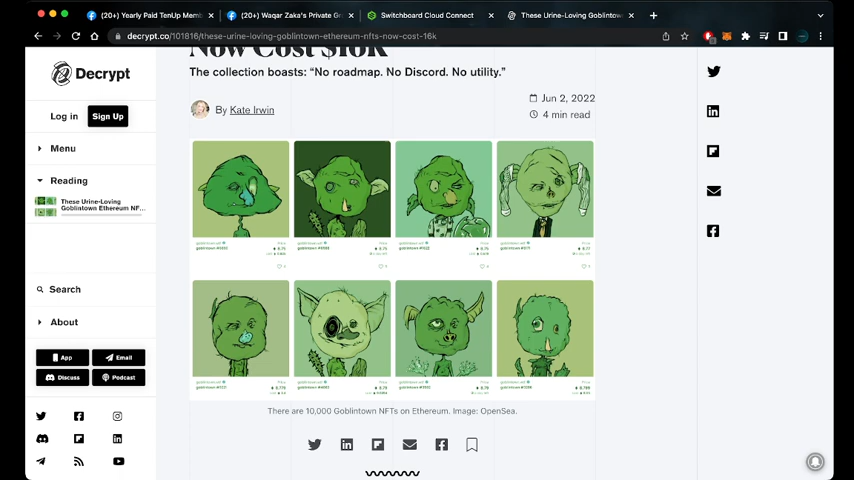 (20+) Yearly Paid TenUp Memb
(20+) Waqar Zaka's Private G
Switchboard Cloud Connect
These Urine-Loving Goblintow
decrypt.co/101816/these-urine-loving-goblintown-ethereum-nfts-now-cost-16k
Now Cost $16K
The collection boasts: “No roadmap. No Discord. No utility.”
By Kate Irwin
Jun 2, 2022
4 min read
Decrypt
Log in
Sign Up
Menu
Reading
These Urine-Loving
Goblintown Ethereum NF...
Search
About
App
Email
Discuss
Podcast
There are 10,000 Goblintown NFTs on Ethereum. Image: OpenSea.